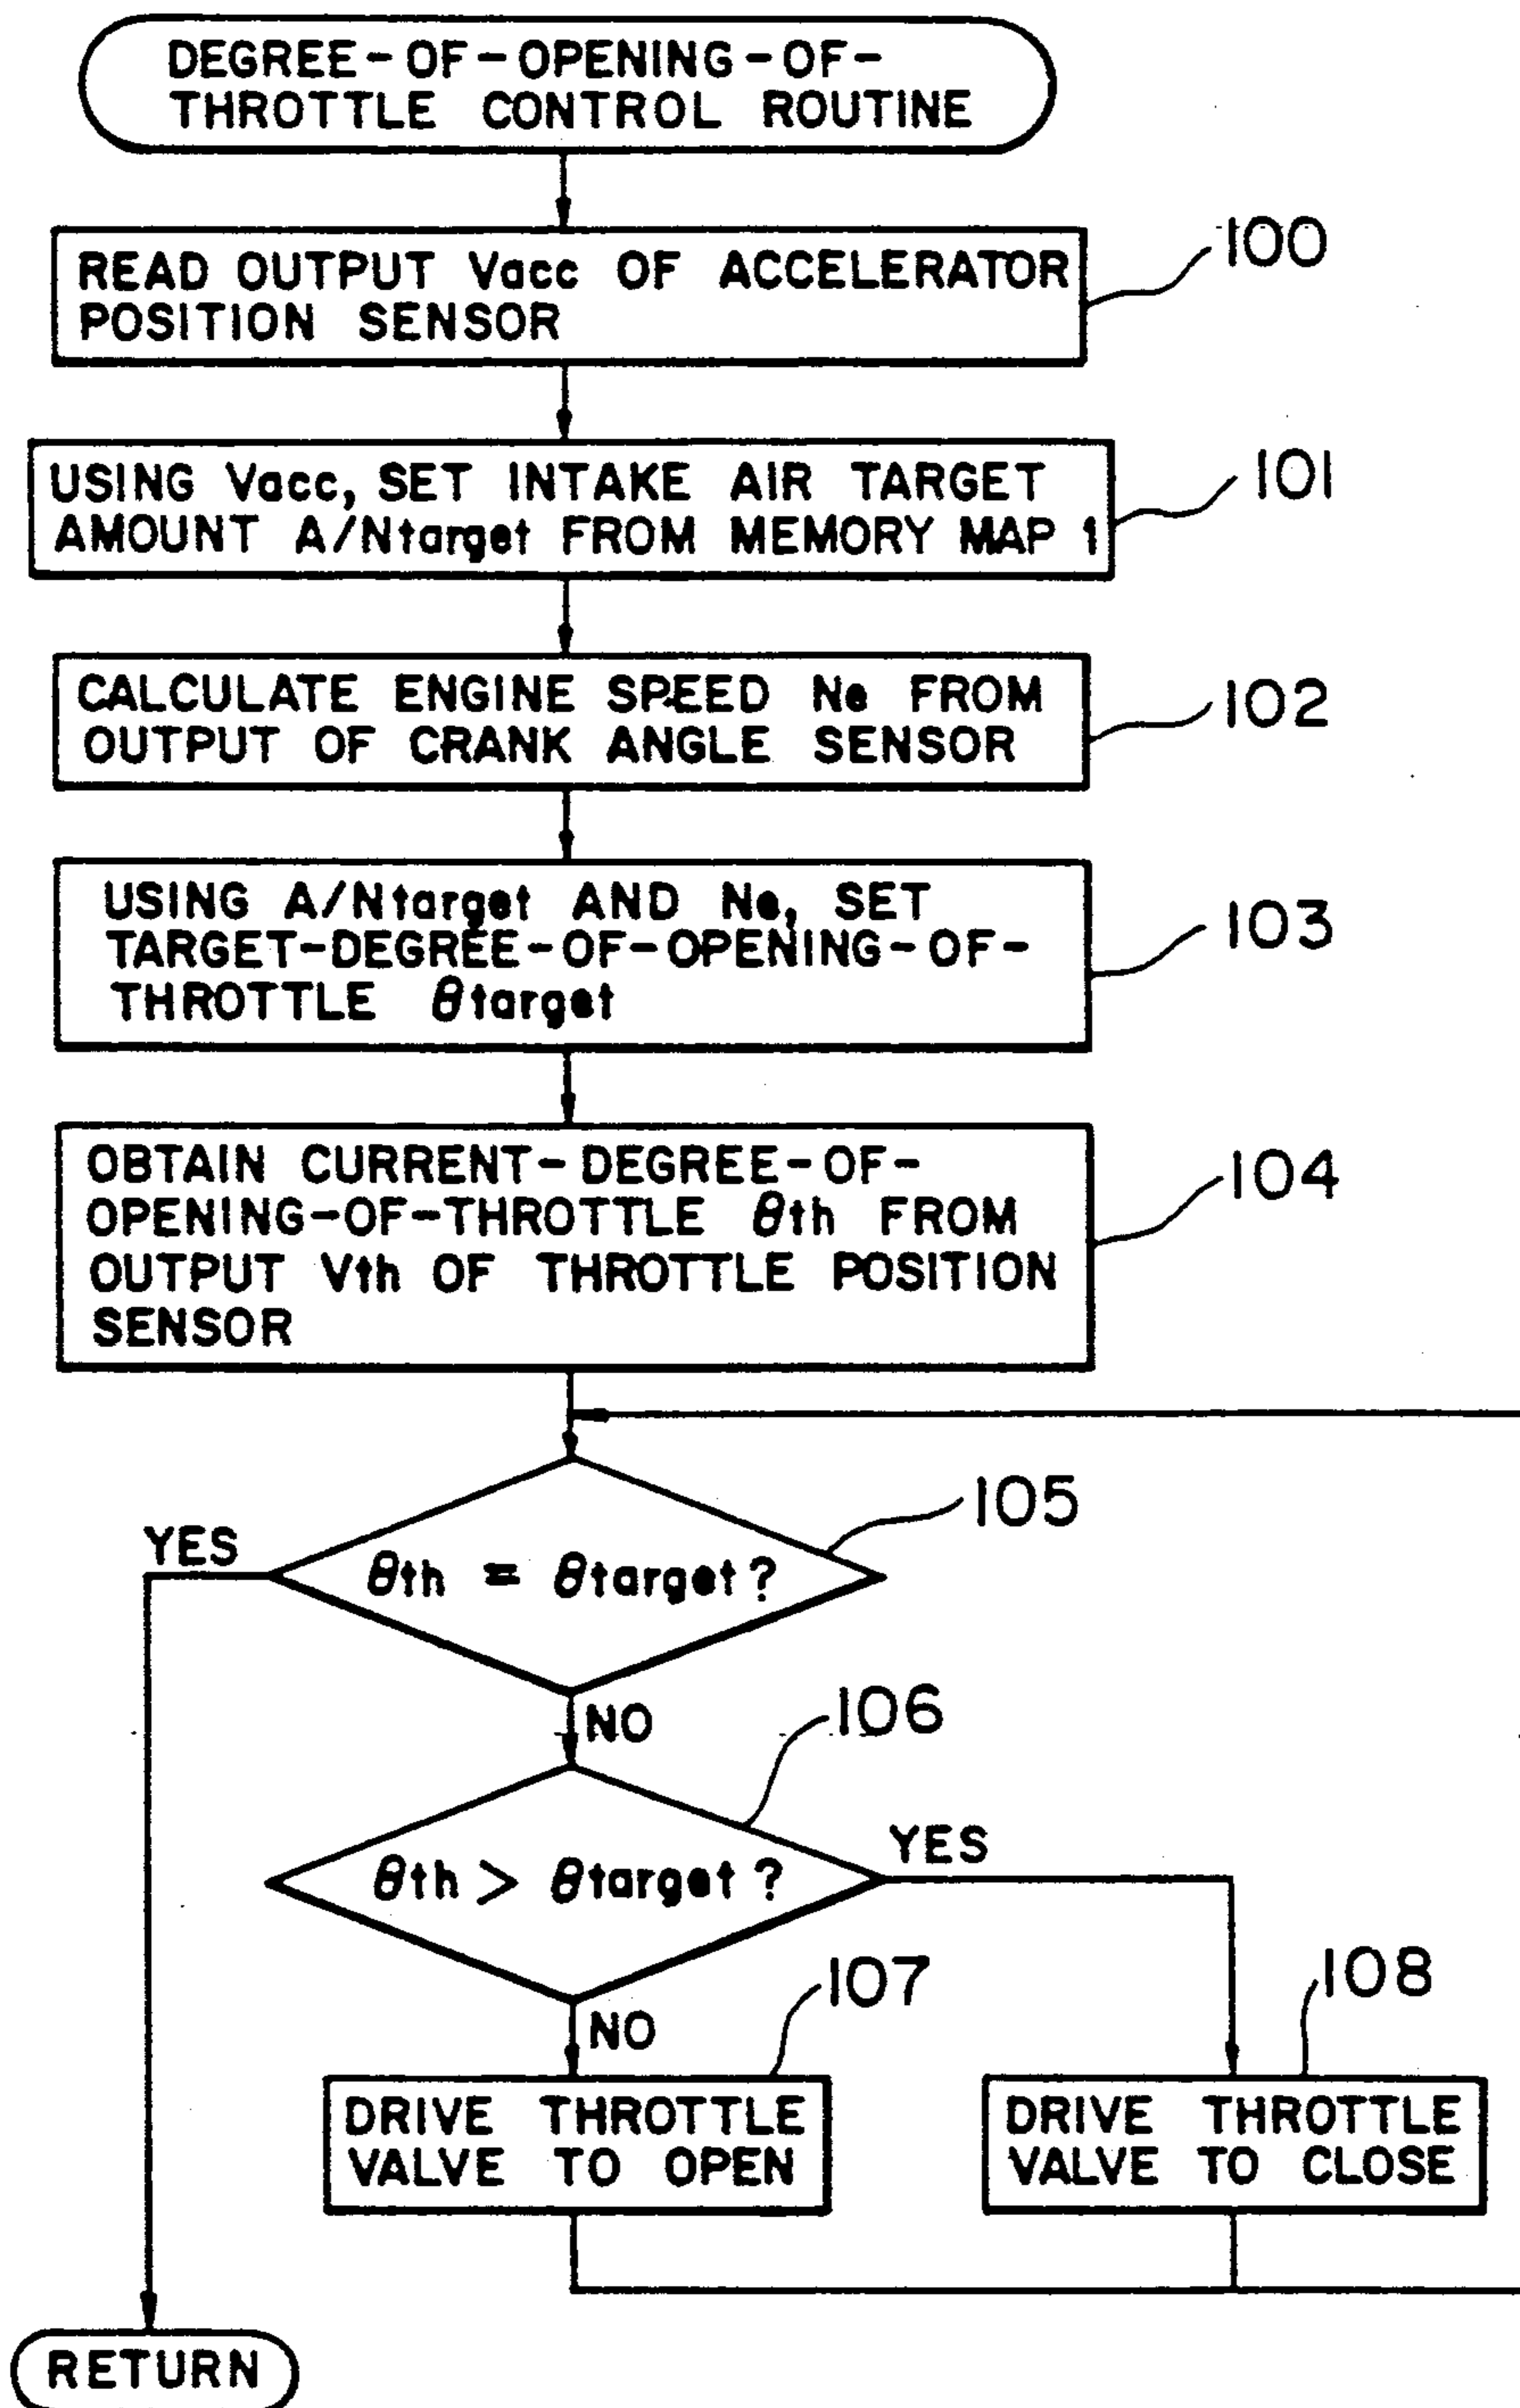 DEGREE-OF-OPENING-OF-
THROTTLE CONTROL ROUTINE
100
READ OUTPUT Vacc OF ACCELERATOR
POSITION SENSOR
101
USING Vacc, SET INTAKE AIR TARGET
AMOUNT A/Ntarget FROM MEMORY MAP 1
102
CALCULATE ENGINE SPEED Ne FROM
OUTPUT OF CRANK ANGLE SENSOR
103
USING A/Ntarget AND Ne, SET
TARGET-DEGREE-OF-OPENING-OF-
THROTTLE θtarget
104
OBTAIN CURRENT-DEGREE-OF-
OPENING-OF-THROTTLE θth FROM
OUTPUT Vth OF THROTTLE POSITION
SENSOR
105
YES
θth = θtarget?
NO
106
YES
θth > θtarget?
NO
107
108
DRIVE THROTTLE
VALVE TO OPEN
DRIVE THROTTLE
VALVE TO CLOSE
RETURN